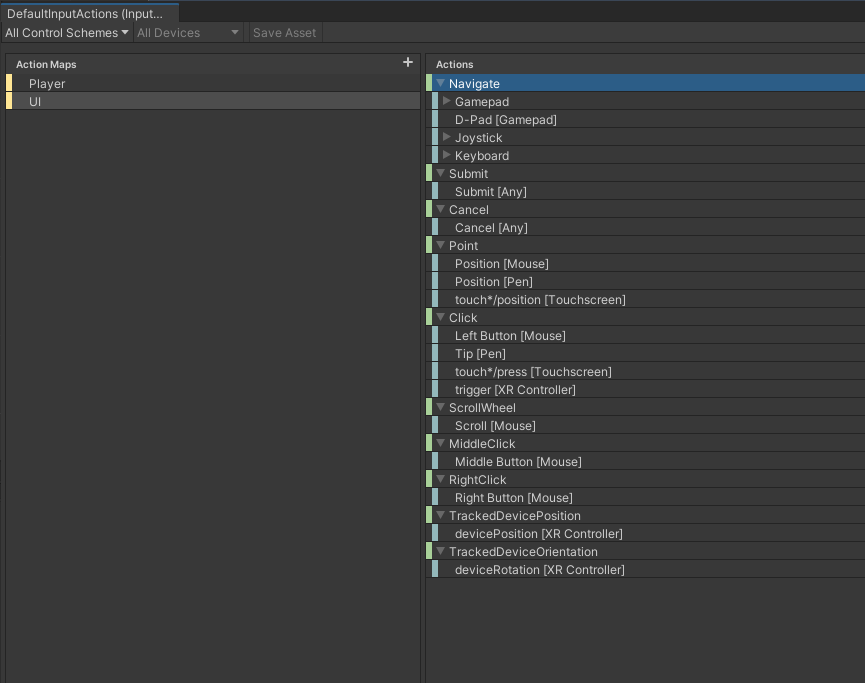 DefaultInputActions (Input...
All Control Schemes All Devices Save Asset
Action Maps +
Player
UI
Actions
Navigate
Gamepad
D-Pad [Gamepad]
Joystick
Keyboard
Submit
Submit [Any]
Cancel
Cancel [Any]
Point
Position [Mouse]
Position [Pen]
touch*/position [Touchscreen]
Click
Left Button [Mouse]
Tip [Pen]
touch*/press [Touchscreen]
trigger [XR Controller]
ScrollWheel
Scroll [Mouse]
MiddleClick
Middle Button [Mouse]
RightClick
Right Button [Mouse]
TrackedDevicePosition
devicePosition [XR Controller]
TrackedDeviceOrientation
deviceRotation [XR Controller]